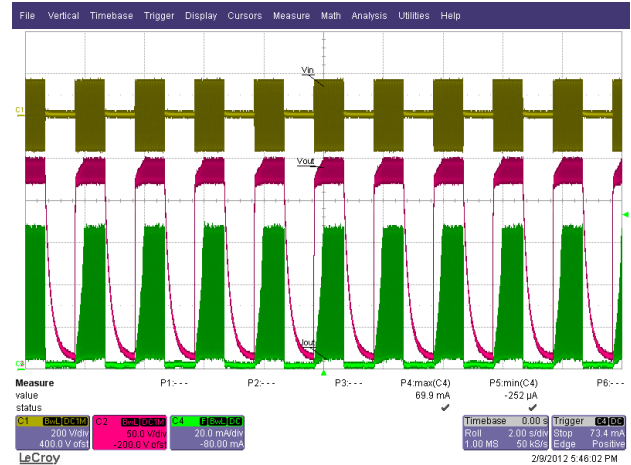 File Vertical Timebase Trigger Display Cursors Measure Math Analysis Utilities Help
Vin
C1
Vout
Iout
Measure P1:- - - P2:- - - P3:- - - P4:max(C4) P5:min(C4) P6:- - -
value 69.9 mA -252 µA
status
C1 BwL DC1M C2 BwL DC1M C4 F BwL DC Timebase 0.00 s Trigger C4 DC
200 V/div 50.0 V/div 20.0 mA/div Roll 2.00 s/div Stop 73.4 mA
400.0 V ofst -200.0 V ofst -80.00 mA 1.00 MS 50 kS/s Edge Positive
LeCroy 2/9/2012 5:46:02 PM